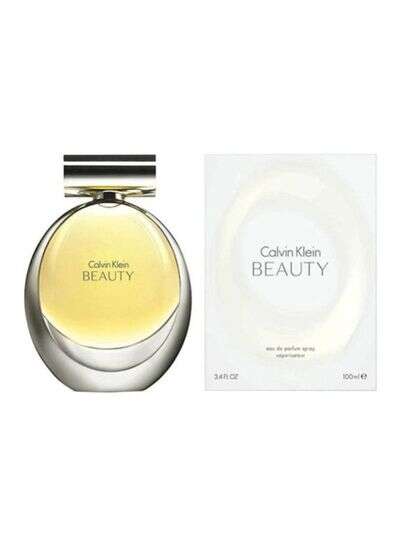 Calvin Klein
BEAUTY
Calvin Klein
BEAUTY
eau de parfum spray
vaporisateur
3.4 FL OZ 100ml ℮